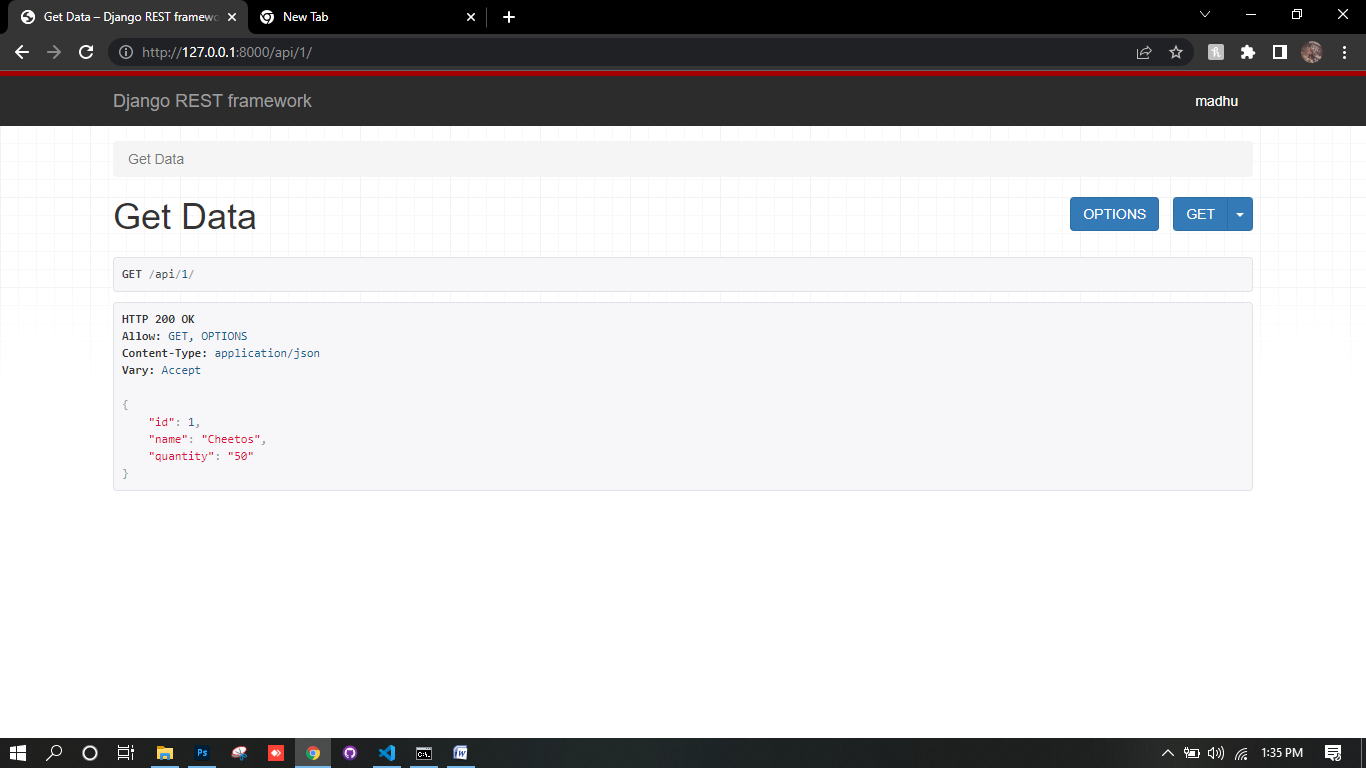 Get Data – Django REST framewo
New Tab
http://127.0.0.1:8000/api/1/
Django REST framework
madhu
Get Data
Get Data
OPTIONS
GET
GET /api/1/
HTTP 200 OK
Allow: GET, OPTIONS
Content-Type: application/json
Vary: Accept
{
"id": 1,
"name": "Cheetos",
"quantity": "50"
}
Ps
C:\.
W
1:35 PM